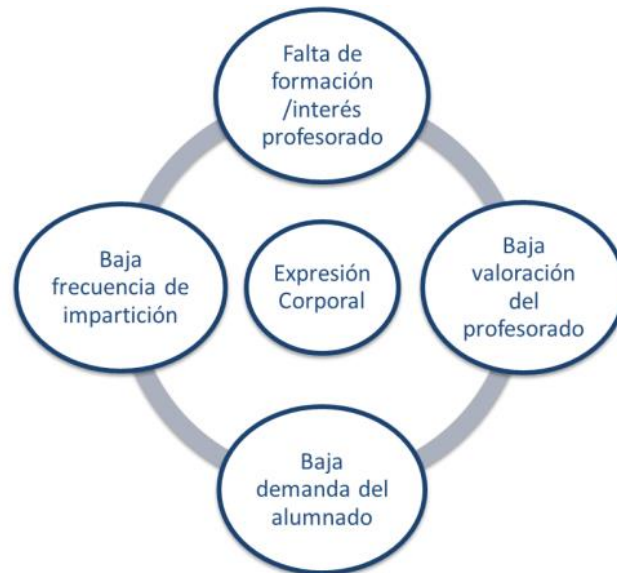 Falta de
formación
/interés
profesorado
Baja
frecuencia de
impartición
Expresión
Corporal
Baja
valoración
del
profesorado
Baja
demanda del
alumnado